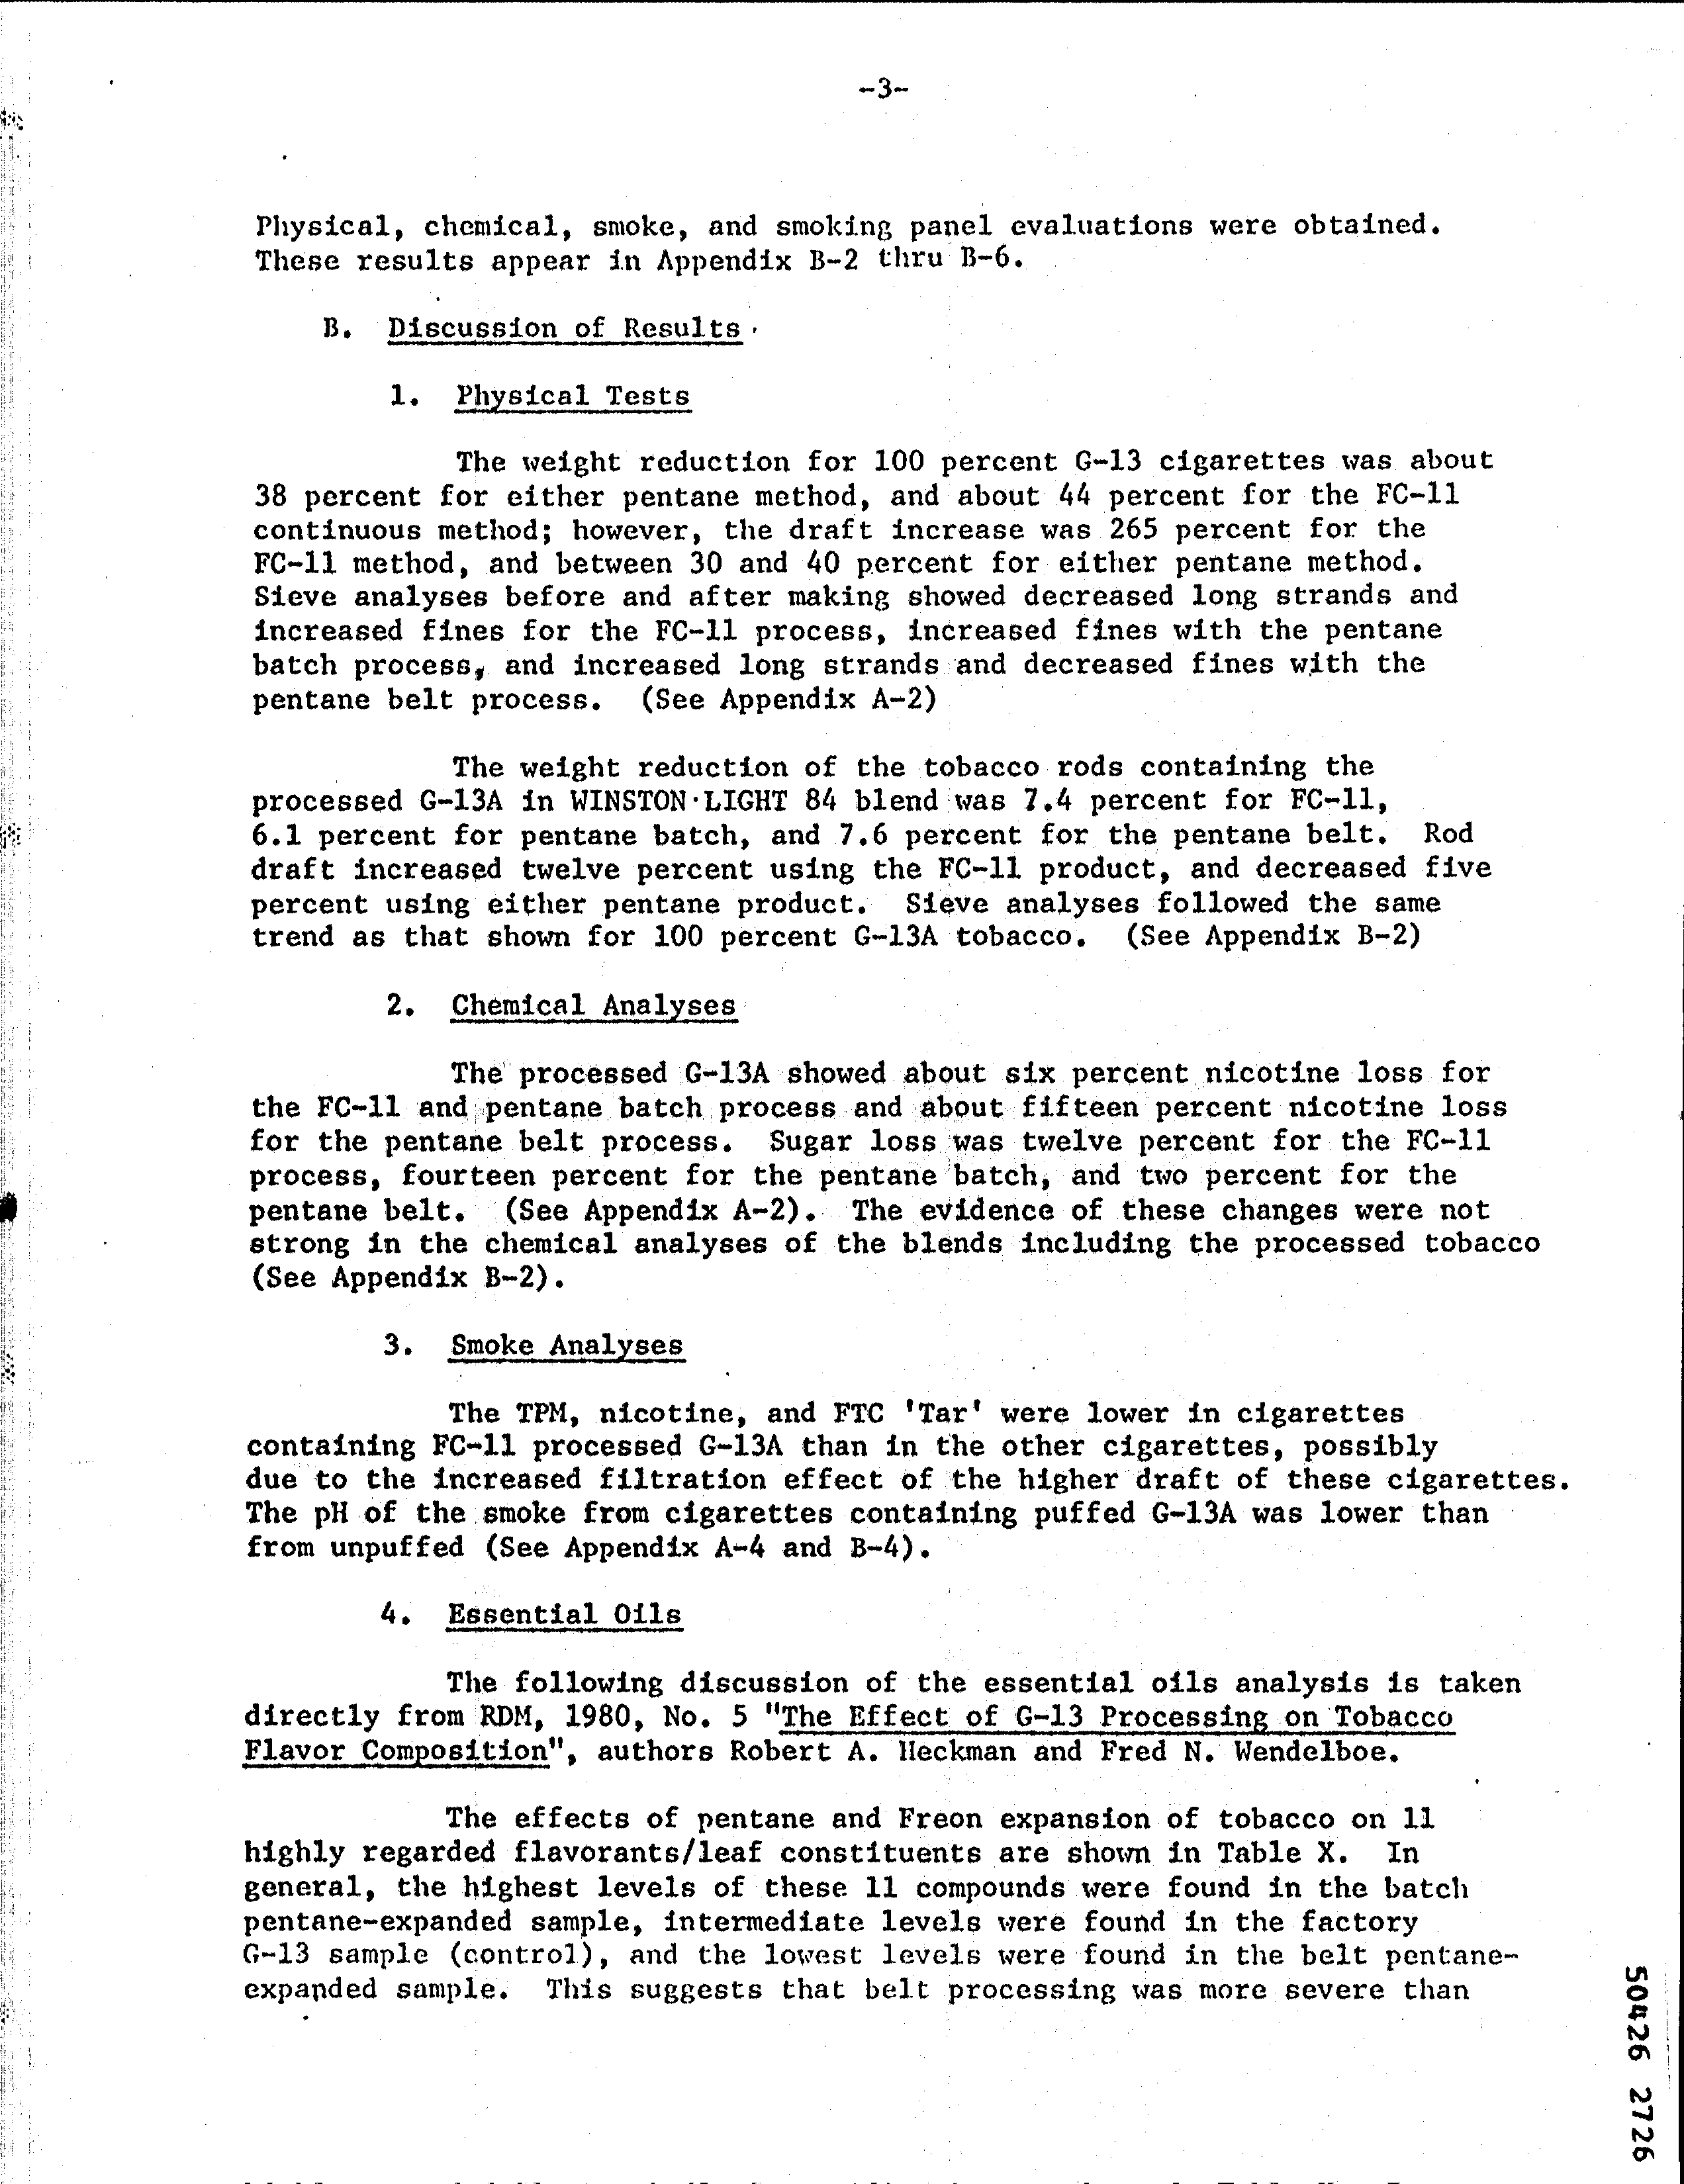 -3-
Physical, chemical, smoke, and smoking panel evaluations were obtained.
These results appear in Appendix B-2 thru B-6.
B. Discussion of Results
1. Physical Tests
The weight reduction for 100 percent G-13 cigarettes was about
38 percent for either pentane method, and about 44 percent for the FC-11
continuous method; however, the draft increase was 265 percent for the
FC-11 method, and between 30 and 40 percent for either pentane method.
Sieve analyses before and after making showed decreased long strands and
increased fines for the FC-11 process, increased fines with the pentane
batch process, and increased long strands and decreased fines with the
pentane belt process. (See Appendix A-2)
The weight reduction of the tobacco rods containing the
processed G-13A in WINSTON·LIGHT 84 blend was 7.4 percent for FC-11,
6.1 percent for pentane batch, and 7.6 percent for the pentane belt. Rod
draft increased twelve percent using the FC-11 product, and decreased five
percent using either pentane product. Sieve analyses followed the same
trend as that shown for 100 percent G-13A tobacco. (See Appendix B-2)
2. Chemical Analyses
The processed G-13A showed about six percent nicotine loss for
the FC-11 and pentane batch process and about fifteen percent nicotine loss
for the pentane belt process. Sugar loss was twelve percent for the FC-11
process, fourteen percent for the pentane batch, and two percent for the
pentane belt. (See Appendix A-2). The evidence of these changes were not
strong in the chemical analyses of the blends including the processed tobacco
(See Appendix B-2).
3. Smoke Analyses
The TPM, nicotine, and FTC 'Tar' were lower in cigarettes
containing FC-11 processed G-13A than in the other cigarettes, possibly
due to the increased filtration effect of the higher draft of these cigarettes.
The pH of the smoke from cigarettes containing puffed G-13A was lower than
from unpuffed (See Appendix A-4 and B-4).
4. Essential Oils
The following discussion of the essential oils analysis is taken
directly from RDM, 1980, No. 5 "The Effect of G-13 Processing on Tobacco
Flavor Composition", authors Robert A. Heckman and Fred N. Wendelboe.
The effects of pentane and Freon expansion of tobacco on 11
highly regarded flavorants/leaf constituents are shown in Table X. In
general, the highest levels of these 11 compounds were found in the batch
pentane-expanded sample, intermediate levels were found in the factory
G-13 sample (control), and the lowest levels were found in the belt pentane-
expanded sample. This suggests that belt processing was more severe than
50426 2726